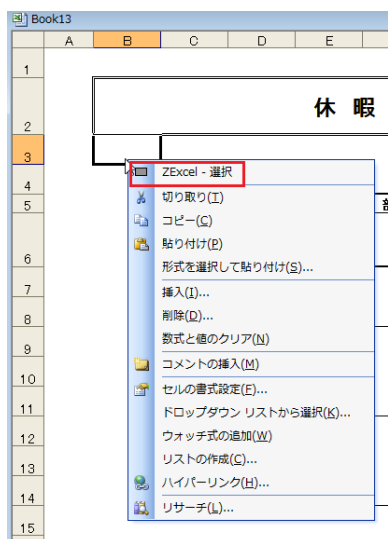 Book13
A B C D E
1
休 暇
2
3
ZExcel - 選択
切り取り(T)
4
コピー(C)
5
貼り付け(P)
6
形式を選択して貼り付け(S)...
7
挿入(I)...
8
削除(D)...
数式と値のクリア(N)
9
コメントの挿入(M)
10
セルの書式設定(F)...
11
ドロップダウン リストから選択(K)...
12
ウォッチ式の追加(W)
13
リストの作成(C)...
ハイパーリンク(H)...
14
リサーチ(L)...
15